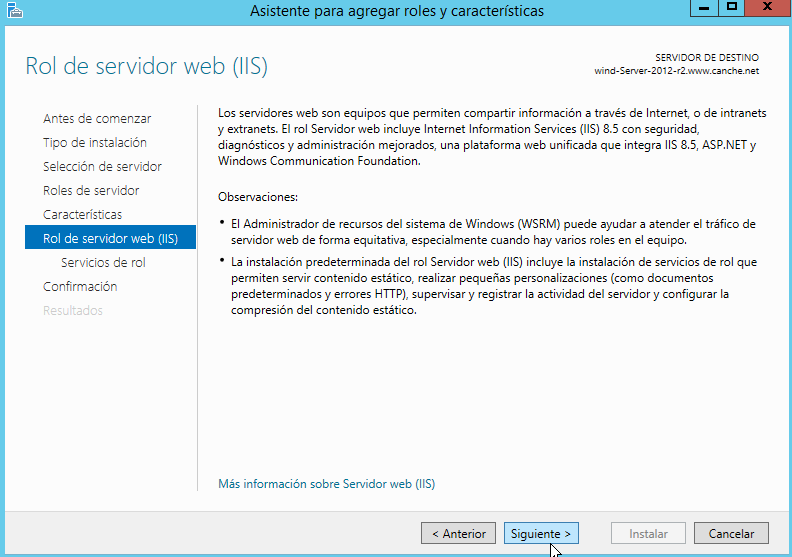 Asistente para agregar roles y características
Rol de servidor web (IIS)
SERVIDOR DE DESTINO
wind-Server-2012-r2.www.canche.net
Antes de comenzar
Tipo de instalación
Selección de servidor
Roles de servidor
Características
Rol de servidor web (IIS)
Servicios de rol
Confirmación
Resultados
Los servidores web son equipos que permiten compartir información a través de Internet, o de intranets
y extranets. El rol Servidor web incluye Internet Information Services (IIS) 8.5 con seguridad,
diagnósticos y administración mejorados, una plataforma web unificada que integra IIS 8.5, ASP.NET y
Windows Communication Foundation.
Observaciones:
• El Administrador de recursos del sistema de Windows (WSRM) puede ayudar a atender el tráfico de
servidor web de forma equitativa, especialmente cuando hay varios roles en el equipo.
• La instalación predeterminada del rol Servidor web (IIS) incluye la instalación de servicios de rol que
permiten servir contenido estático, realizar pequeñas personalizaciones (como documentos
predeterminados y errores HTTP), supervisar y registrar la actividad del servidor y configurar la
compresión del contenido estático.
Más información sobre Servidor web (IIS)
< Anterior
Siguiente >
Instalar
Cancelar